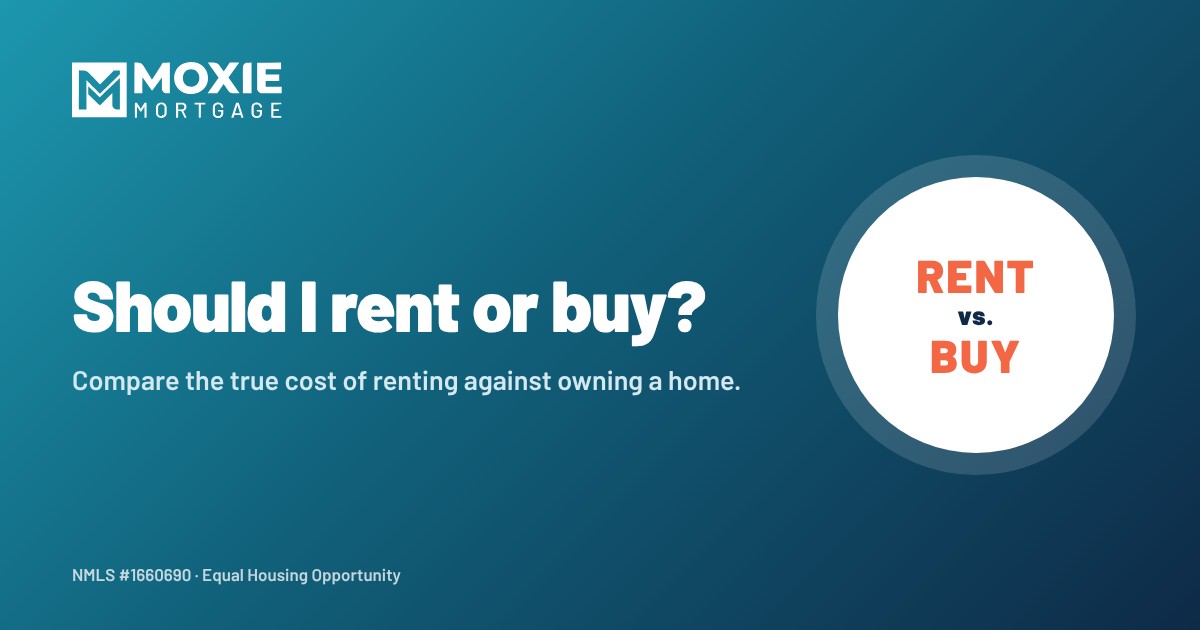 MOXIE
MORTGAGE
Should I rent or buy?
Compare the true cost of renting against owning a home.
RENT
vs.
BUY
NMLS #1660690 · Equal Housing Opportunity